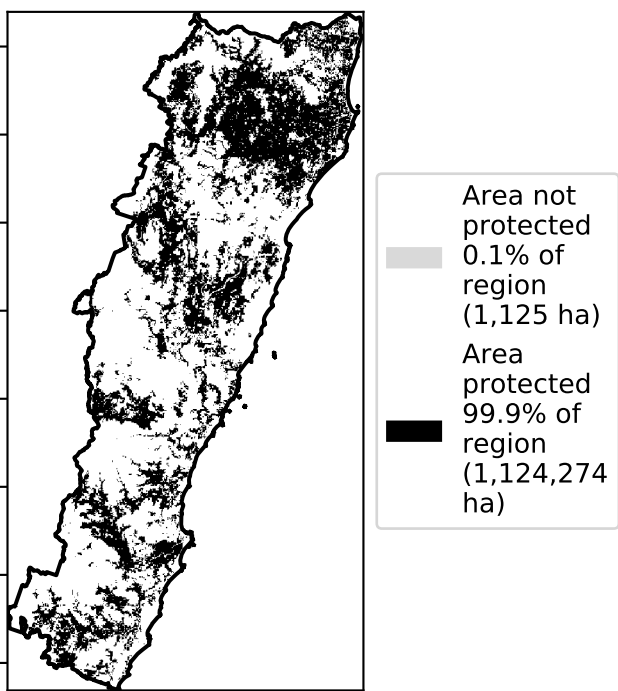 Area not
protected
0.1% of
region
(1,125 ha)
Area
protected
99.9% of
region
(1,124,274
ha)